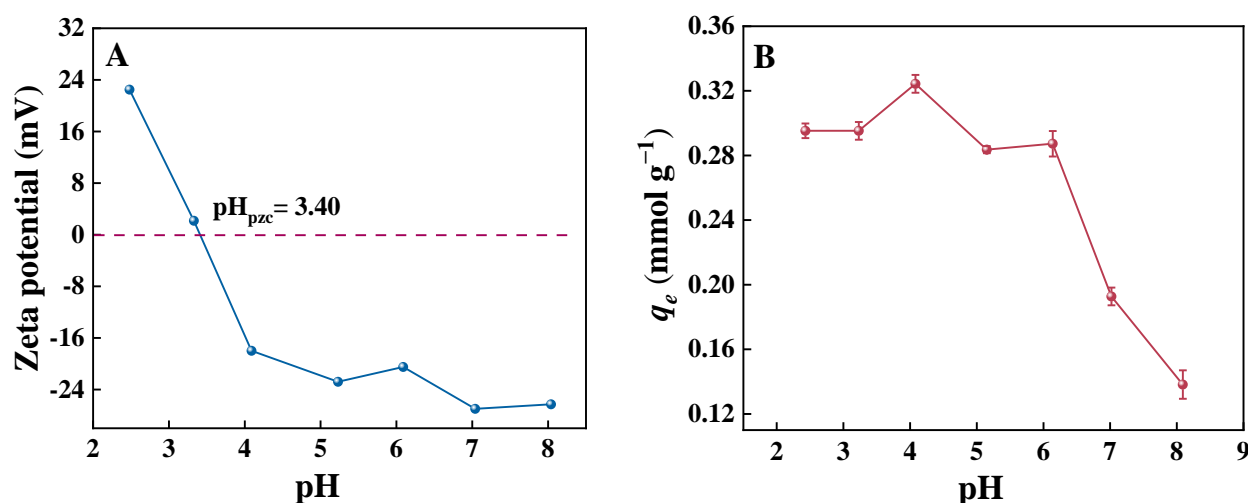 A
Zeta potential (mV)
32
24
16
8
0
-8
-16
-24
pHpzc= 3.40
2 3 4 5 6 7 8
pH
B
qe (mmol g−1)
0.36
0.32
0.28
0.24
0.20
0.16
0.12
2 3 4 5 6 7 8 9
pH